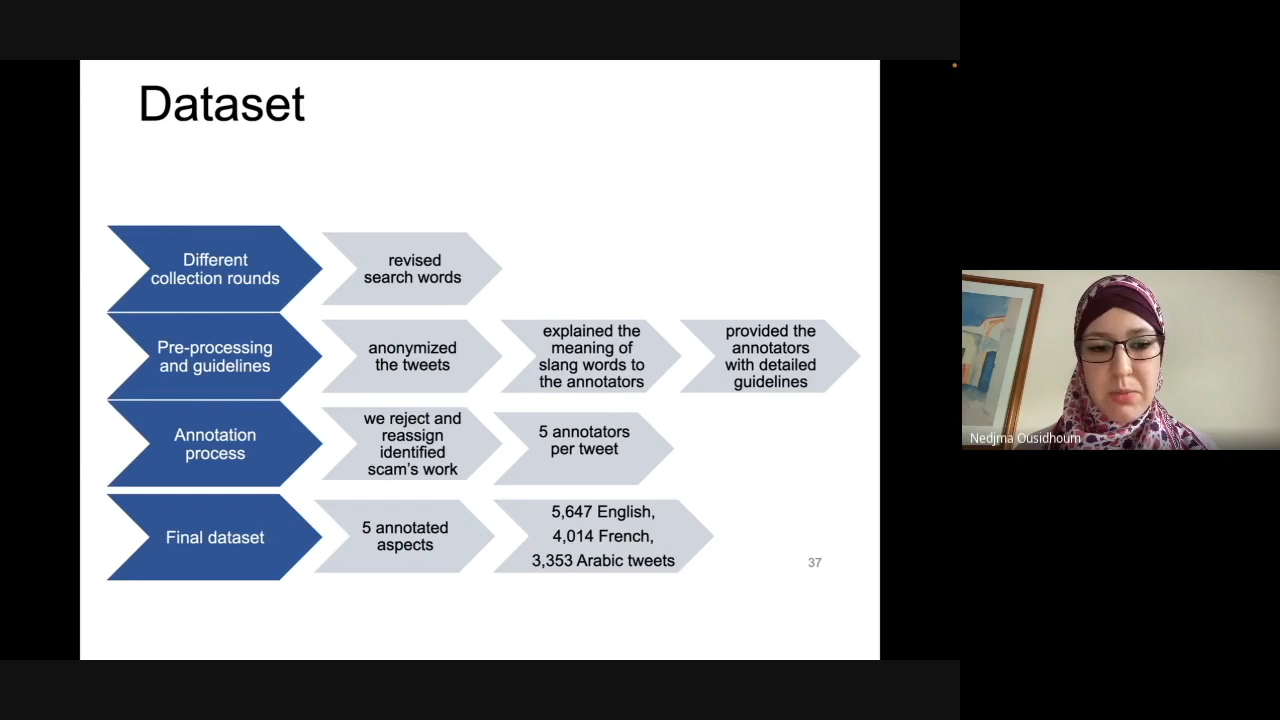 Dataset
Different
collection rounds
revised
search words
Pre-processing
and guidelines
anonymized
the tweets
explained the
meaning of
slang words to
the annotators
provided the
annotators
with detailed
guidelines
Annotation
process
we reject and
reassign
identified
scam's work
5 annotators
per tweet
Final dataset
5 annotated
aspects
5,647 English,
4,014 French,
3,353 Arabic tweets
37
Nedjma Ousidhoum